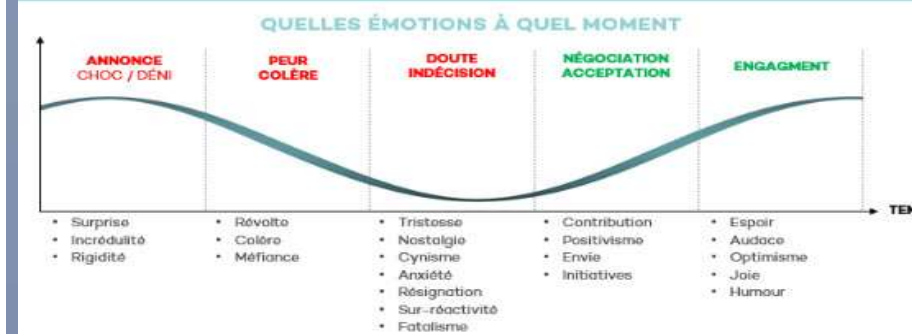 QUELLES ÉMOTIONS À QUEL MOMENT
ANNONCE
CHOC / DÉNI
PEUR
COLÈRE
DOUTE
INDÉCISION
NÉGOCIATION
ACCEPTATION
ENGAGMENT
TEM
• Surprise
• Incrédulité
• Rigidité
• Révolte
• Colère
• Méfiance
• Tristesse
• Nostalgie
• Cynisme
• Anxiété
• Résignation
• Sur-réactivité
• Fatalisme
• Contribution
• Positivisme
• Envie
• Initiatives
• Espoir
• Audace
• Optimisme
• Joie
• Humour